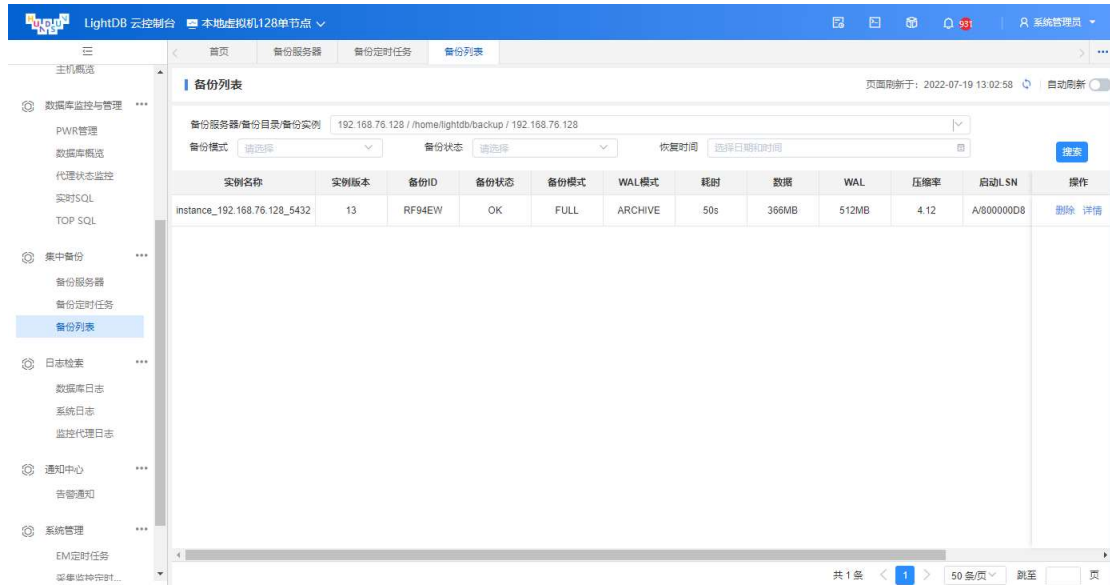 HUNDSUN
LightDB 云控制台 本地虚拟机128单节点
931 系统管理员
首页 备份服务器 备份定时任务 备份列表
主机概览
数据库监控与管理
PWR管理
数据库概览
代理状态监控
实时SQL
TOP SQL
集中备份
备份服务器
备份定时任务
备份列表
日志检索
数据库日志
系统日志
监控代理日志
通知中心
告警通知
系统管理
EM定时任务
采集监控定时...
备份列表 页面刷新于：2022-07-19 13:02:58 自动刷新
备份服务器/备份目录/备份实例 192.168.76.128 / /home/lightdb/backup / 192.168.76.128
备份模式 请选择 备份状态 请选择 恢复时间 选择日期和时间 搜索
实例名称 实例版本 备份ID 备份状态 备份模式 WAL模式 耗时 数据 WAL 压缩率 启动LSN 操作
instance_192.168.76.128_5432 13 RF94EW OK FULL ARCHIVE 50s 366MB 512MB 4.12 A/800000D8 删除 详情
共 1 条 1 50 条/页 跳至 页